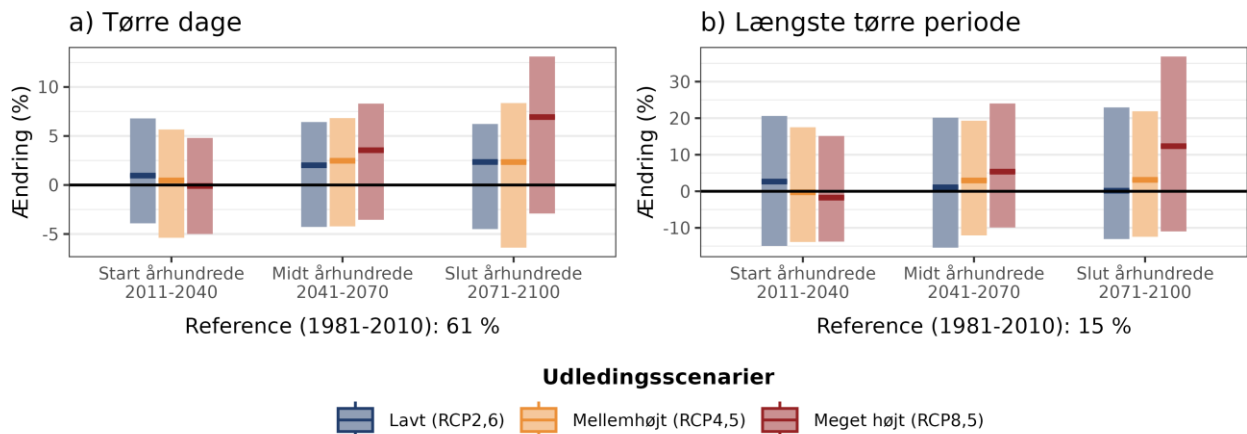 a) Tørre dage
Ændring (%)
10
5
0
-5
Start århundrede
2011-2040
Midt århundrede
2041-2070
Slut århundrede
2071-2100
Reference (1981-2010): 61 %
b) Længste tørre periode
Ændring (%)
30
20
10
0
-10
Start århundrede
2011-2040
Midt århundrede
2041-2070
Slut århundrede
2071-2100
Reference (1981-2010): 15 %
Udledingsscenarier
Lavt (RCP2,6)
Mellemhøjt (RCP4,5)
Meget højt (RCP8,5)